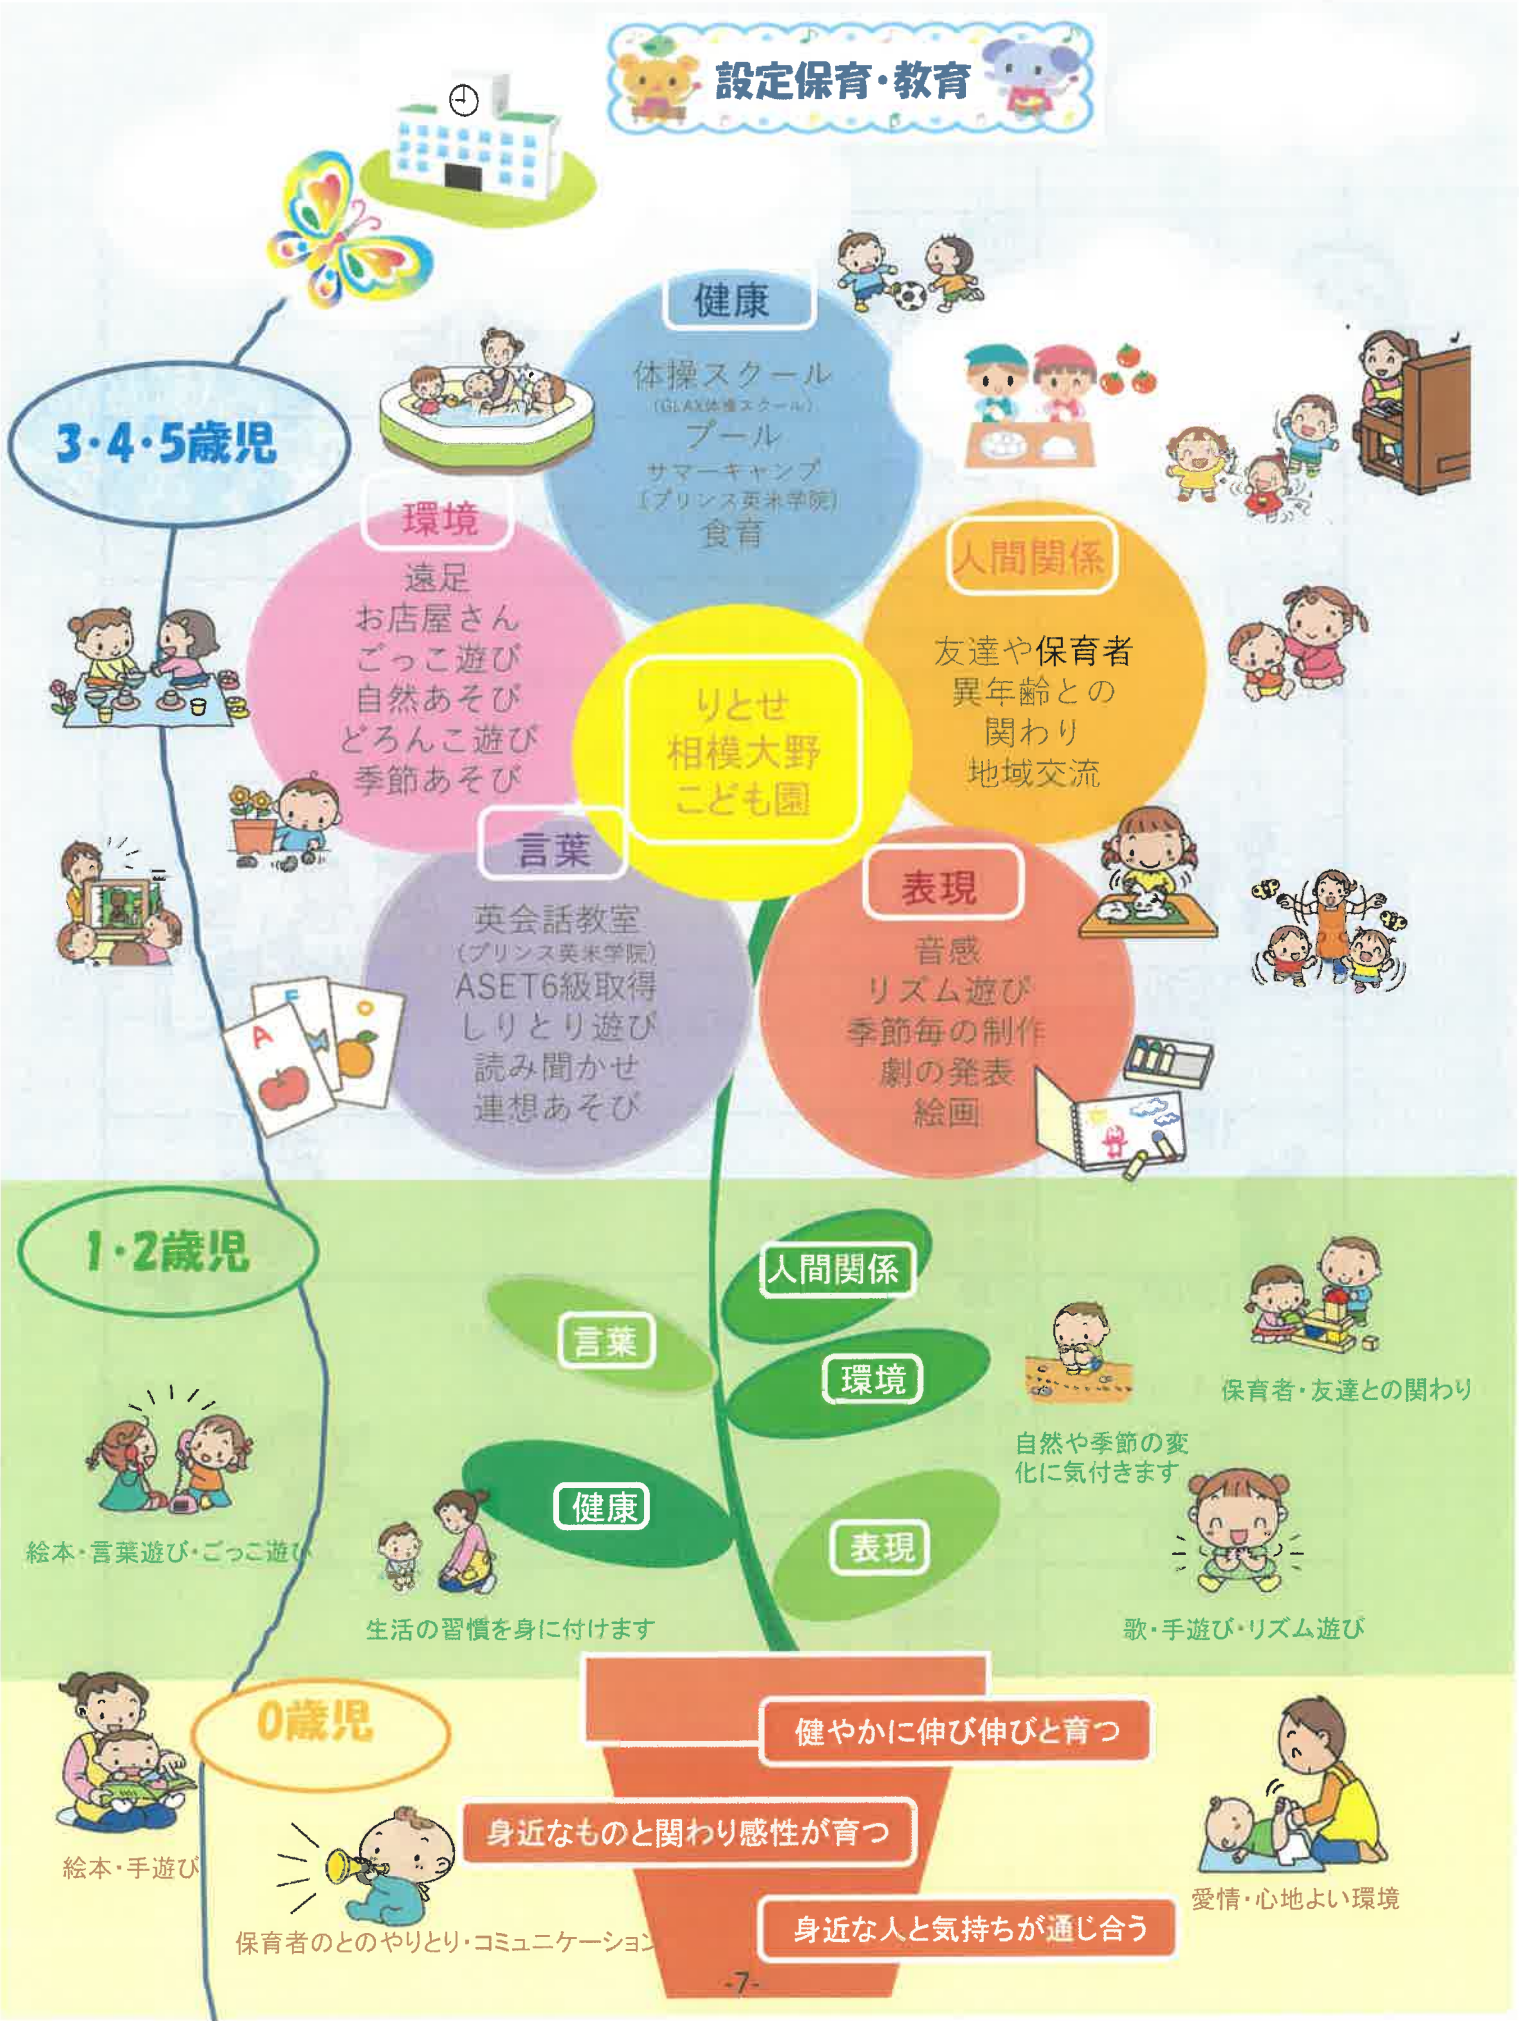 設定保育・教育
健康
体操スクール
(GLAX体操スクール)
プール
サマーキャンプ
(プリンス英米学院)
食育
3・4・5歳児
環境
遠足
お店屋さん
ごっこ遊び
自然あそび
どろんこ遊び
季節あそび
人間関係
友達や保育者
異年齢との
関わり
地域交流
りとせ
相模大野
こども園
言葉
英会話教室
(プリンス英米学院)
ASET6級取得
しりとり遊び
読み聞かせ
連想あそび
表現
音感
リズム遊び
季節毎の制作
劇の発表
絵画
A
F
O
1・2歳児
人間関係
言葉
環境
健康
表現
保育者・友達との関わり
自然や季節の変
化に気付きます
絵本・言葉遊び・ごっこ遊び
生活の習慣を身に付けます
歌・手遊び・リズム遊び
0歳児
健やかに伸び伸びと育つ
身近なものと関わり感性が育つ
身近な人と気持ちが通じ合う
絵本・手遊び
保育者のとのやりとり・コミュニケーション
愛情・心地よい環境
-7-